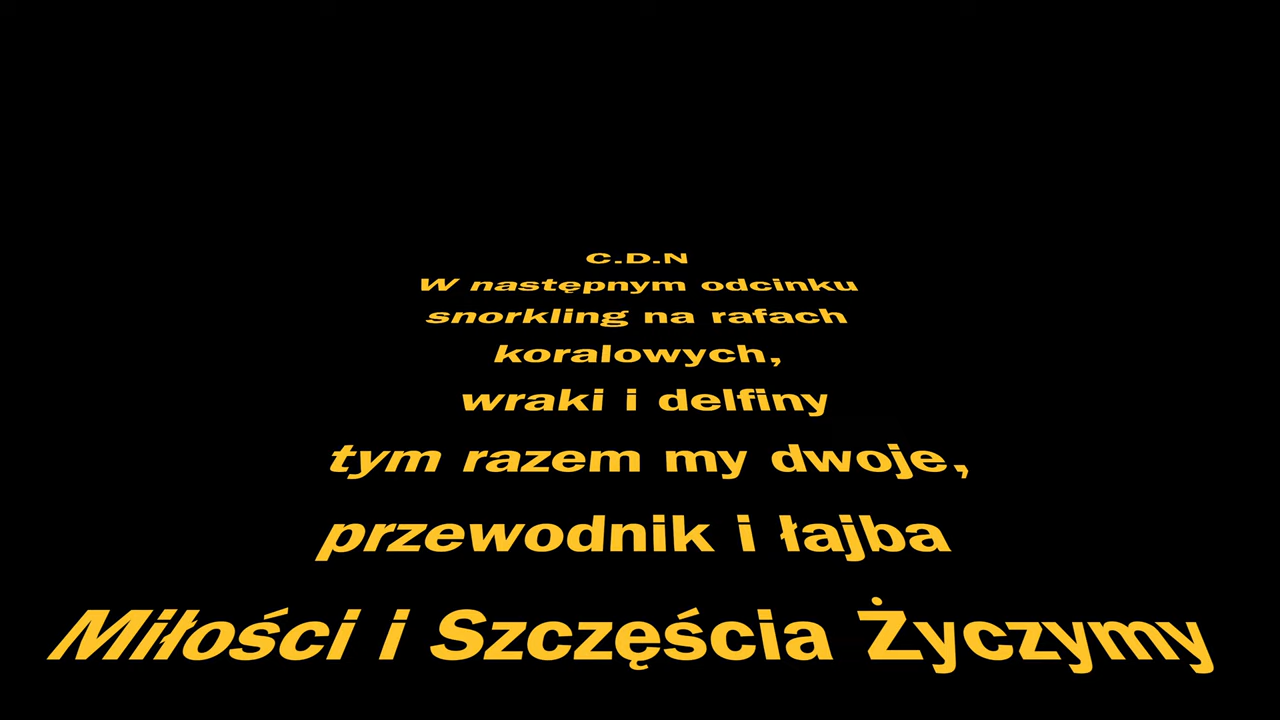 C.D.N
W następnym odcinku
snorkling na rafach
koralowych,
wraki i delfiny
tym razem my dwoje,
przewodnik i łajba
Miłości i Szczęścia Życzymy